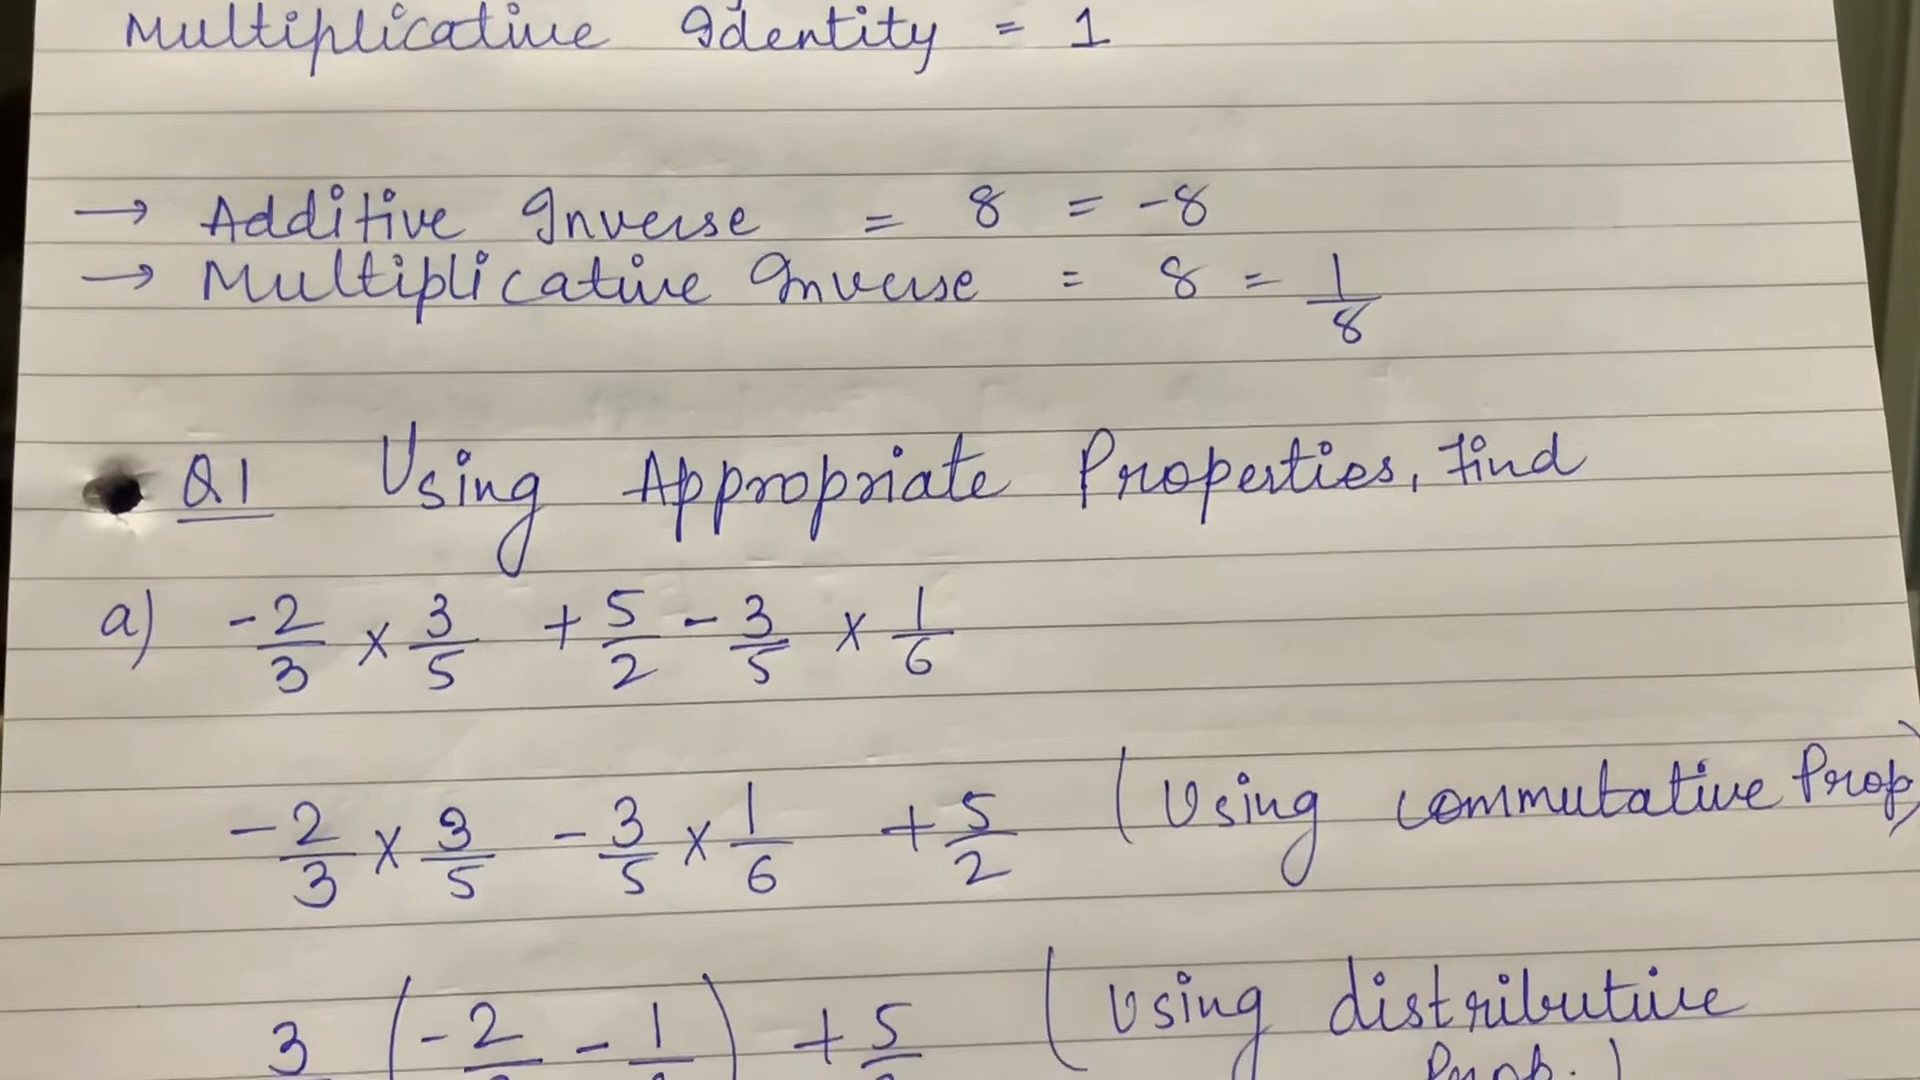 Multiplicative Identity = 1
→ Additive Inverse = 8 = -8
→ Multiplicative Inverse = 8 = 1/8
Q1 Using Appropriate Properties, find
a) -2/3 × 3/5 + 5/2 - 3/5 × 1/6
-2/3 × 3/5 - 3/5 × 1/6 + 5/2 (Using commutative Prop)
3 (-2 - 1) + 5 (Using distributive
Prop.)